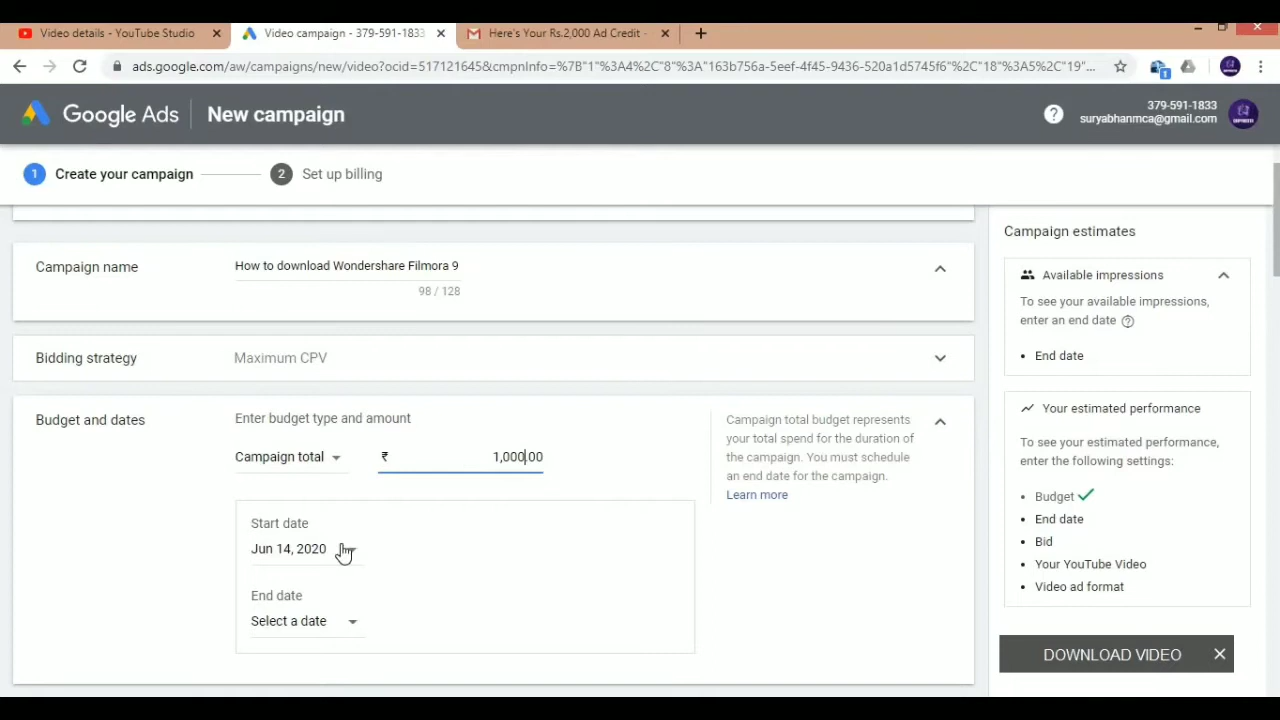 Video details - YouTube Studio
Video campaign - 379-591-1833
Here's Your Rs.2,000 Ad Credit -
ads.google.com/aw/campaigns/new/video?ocid=517121645&cmpnInfo=%7B"1"%3A4%2C"8"%3A"163b756a-5eef-4f45-9436-520a1d5745f6"%2C"18"%3A5%2C"19"...
1
Google Ads
New campaign
379-591-1833
suryabhanmca@gmail.com
1 Create your campaign
2 Set up billing
Campaign name
How to download Wondershare Filmora 9
98 / 128
Bidding strategy
Maximum CPV
Budget and dates
Enter budget type and amount
Campaign total
₹ 1,000.00
Campaign total budget represents
your total spend for the duration of
the campaign. You must schedule
an end date for the campaign.
Learn more
Start date
Jun 14, 2020
End date
Select a date
Campaign estimates
Available impressions
To see your available impressions,
enter an end date
• End date
Your estimated performance
To see your estimated performance,
enter the following settings:
• Budget
• End date
• Bid
• Your YouTube Video
• Video ad format
DOWNLOAD VIDEO